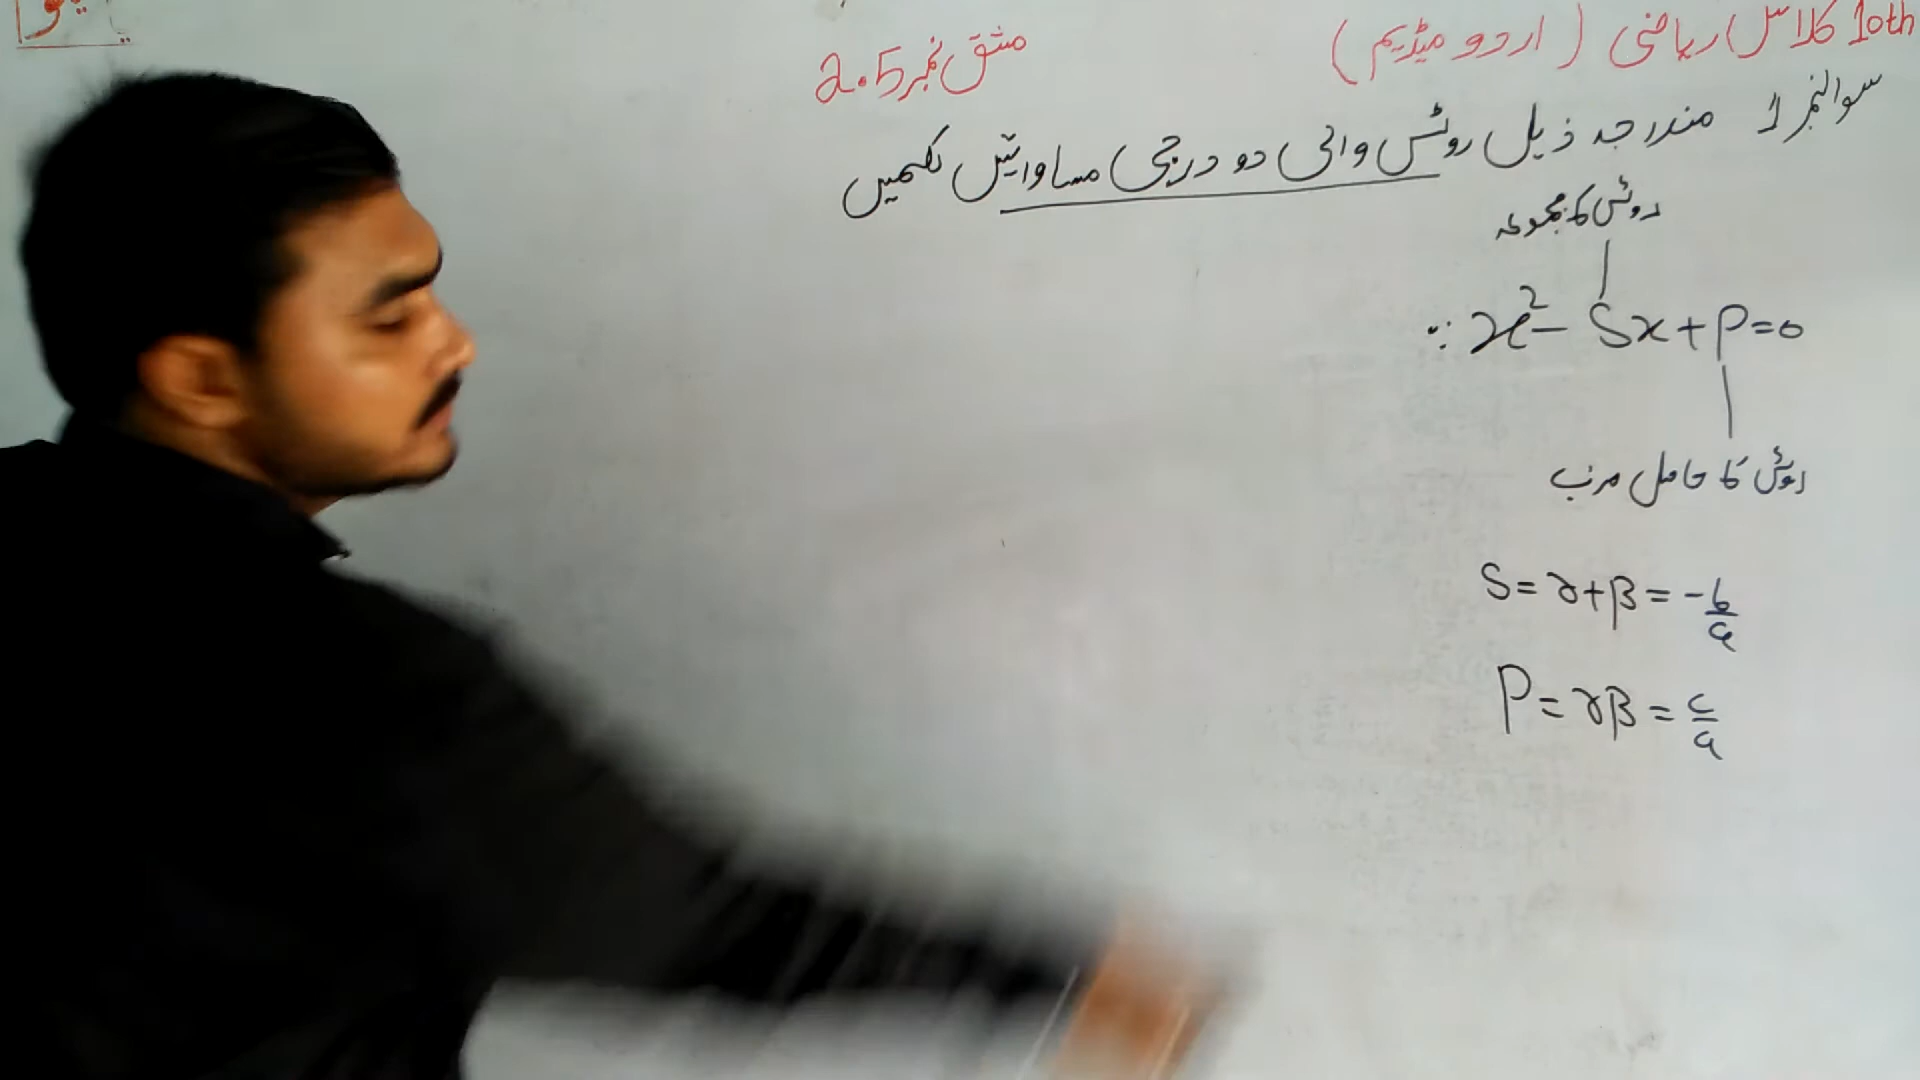 10th کلاس ریاضی (اردو میڈیم)
مشق نمبر 2.5
سوال نمبر 1 مندرجہ ذیل روٹس والی دو درجی مساواتیں لکھیں
روٹس کا مجموعہ
∵ x² - Sx + P = 0
روٹس کا حاصل ضرب
S = α + β = -b/a
P = αβ = c/a